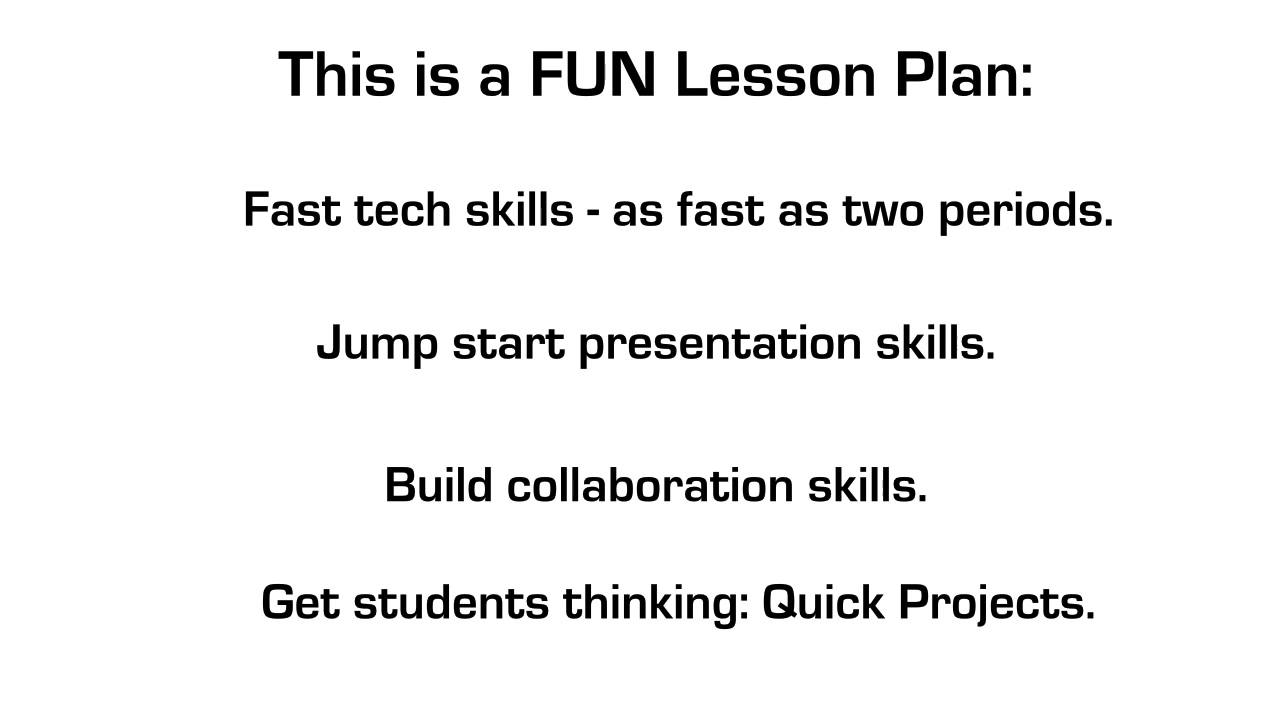 This is a FUN Lesson Plan:
Fast tech skills - as fast as two periods.
Jump start presentation skills.
Build collaboration skills.
Get students thinking: Quick Projects.